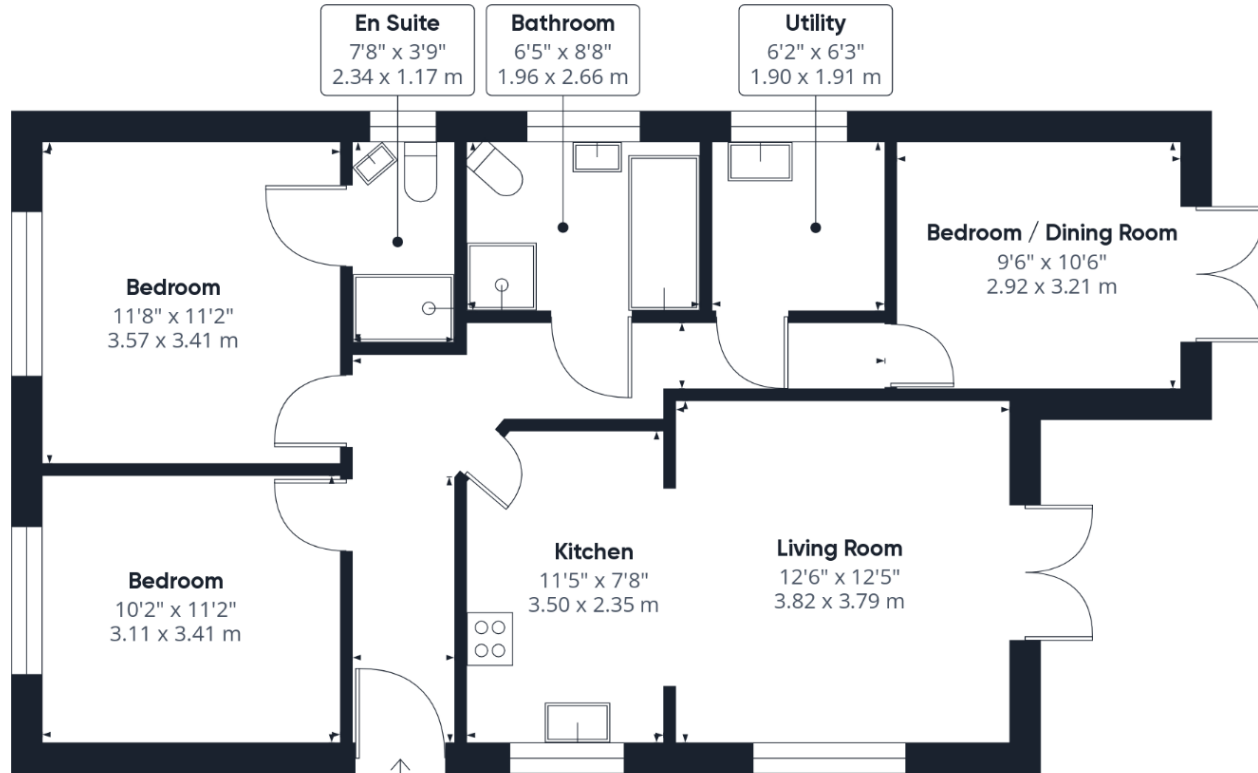 En Suite
7'8" x 3'9"
2.34 x 1.17 m
Bathroom
6'5" x 8'8"
1.96 x 2.66 m
Utility
6'2" x 6'3"
1.90 x 1.91 m
Bedroom / Dining Room
9'6" x 10'6"
2.92 x 3.21 m
Bedroom
11'8" x 11'2"
3.57 x 3.41 m
Bedroom
10'2" x 11'2"
3.11 x 3.41 m
Kitchen
11'5" x 7'8"
3.50 x 2.35 m
Living Room
12'6" x 12'5"
3.82 x 3.79 m